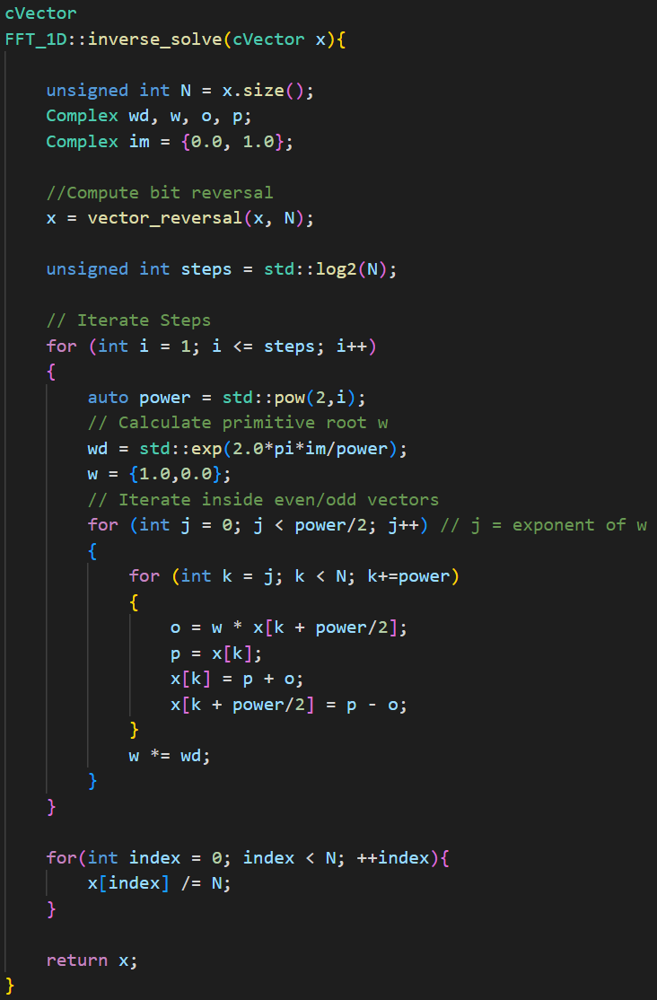 cVector
FFT_1D::inverse_solve(cVector x){
unsigned int N = x.size();
Complex wd, w, o, p;
Complex im = {0.0, 1.0};
//Compute bit reversal
x = vector_reversal(x, N);
unsigned int steps = std::log2(N);
// Iterate Steps
for (int i = 1; i <= steps; i++)
{
auto power = std::pow(2,i);
// Calculate primitive root w
wd = std::exp(2.0*pi*im/power);
w = {1.0,0.0};
// Iterate inside even/odd vectors
for (int j = 0; j < power/2; j++) // j = exponent of w
{
for (int k = j; k < N; k+=power)
{
o = w * x[k + power/2];
p = x[k];
x[k] = p + o;
x[k + power/2] = p - o;
}
w *= wd;
}
}
for(int index = 0; index < N; ++index){
x[index] /= N;
}
return x;
}